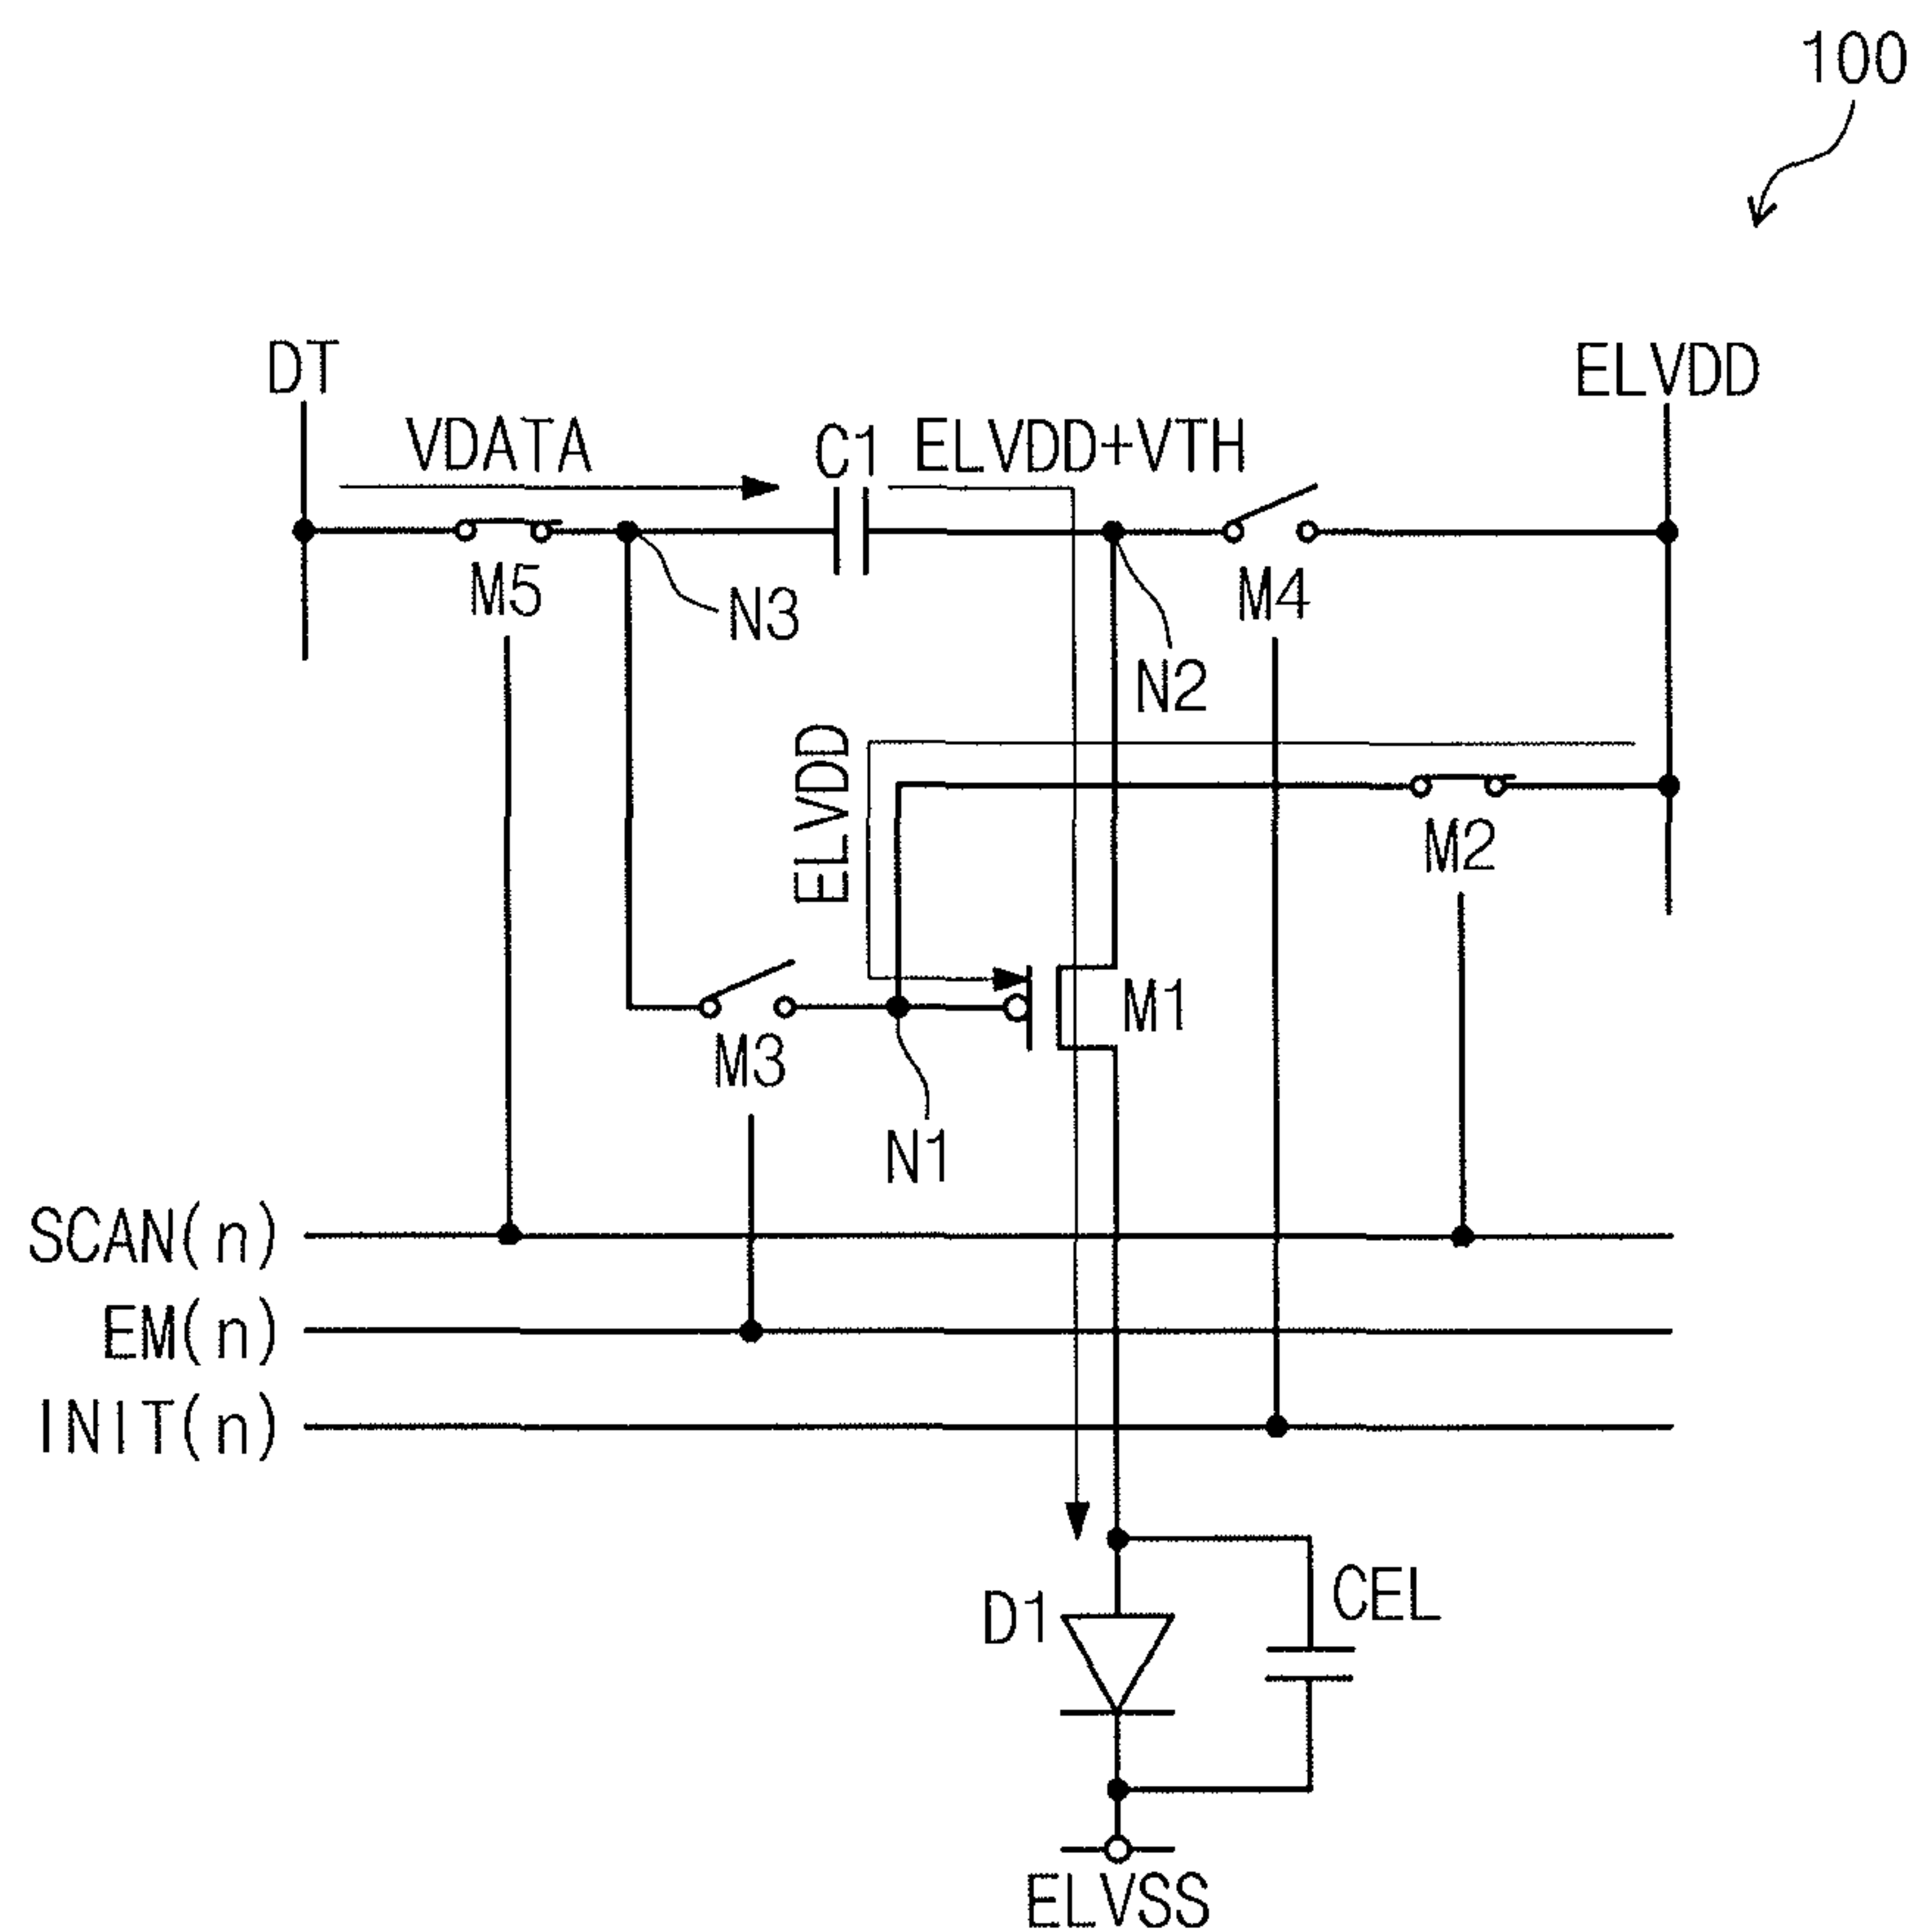 100
DT
ELVDD
VDATA
C1
ELVDD+VTH
M5
N3
M4
N2
ELVDD
M2
M1
M3
N1
SCAN(n)
EM(n)
INIT(n)
D1
CEL
ELVSS